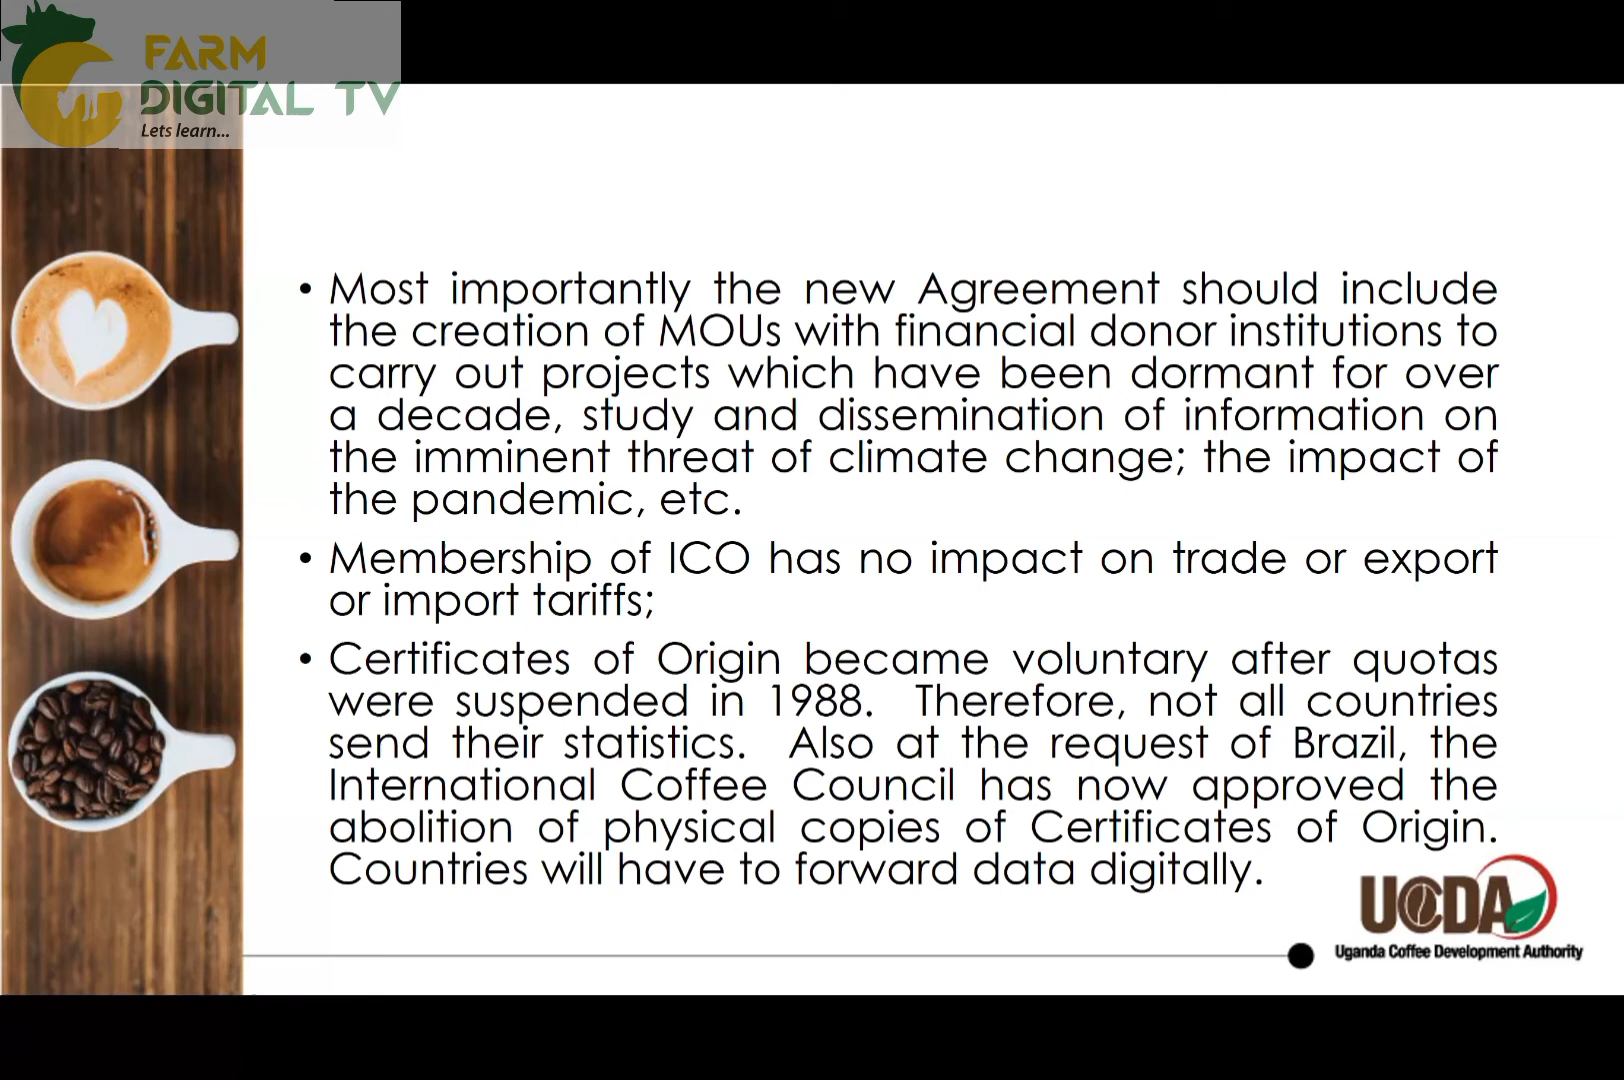 FARM
DIGITAL TV
Lets learn...
• Most importantly the new Agreement should include
the creation of MOUs with financial donor institutions to
carry out projects which have been dormant for over
a decade, study and dissemination of information on
the imminent threat of climate change; the impact of
the pandemic, etc.
• Membership of ICO has no impact on trade or export
or import tariffs;
• Certificates of Origin became voluntary after quotas
were suspended in 1988. Therefore, not all countries
send their statistics. Also at the request of Brazil, the
International Coffee Council has now approved the
abolition of physical copies of Certificates of Origin.
Countries will have to forward data digitally.
UCDA
Uganda Coffee Development Authority